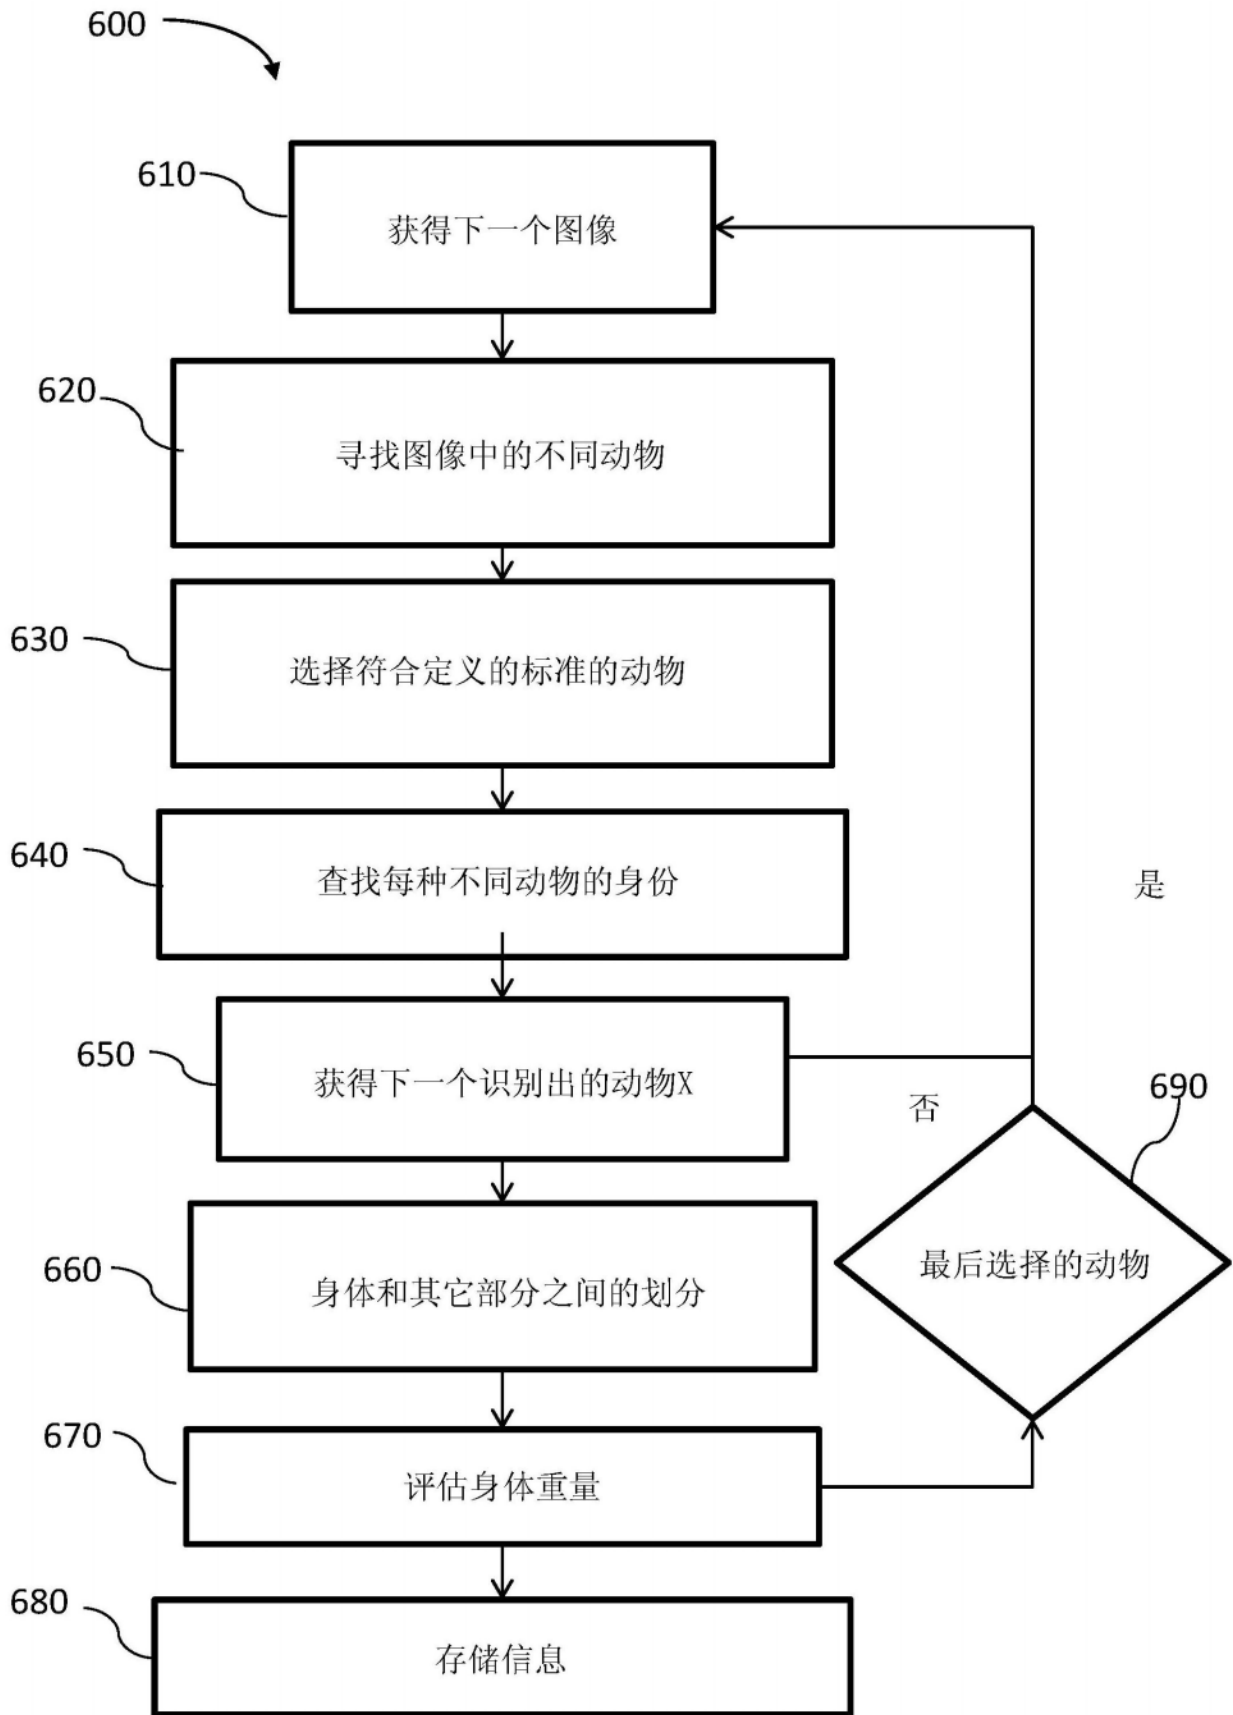 600
610
获得下一个图像
620
寻找图像中的不同动物
630
选择符合定义的标准的动物
640
查找每种不同动物的身份
是
650
获得下一个识别出的动物X
否
690
660
身体和其它部分之间的划分
最后选择的动物
670
评估身体重量
680
存储信息